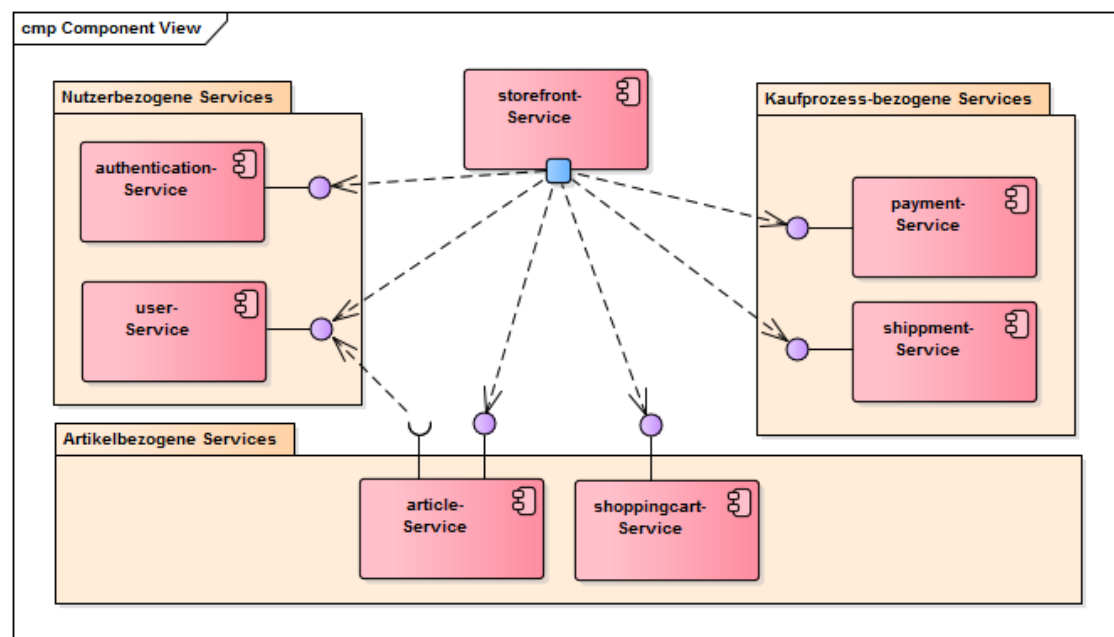 cmp Component View
Nutzerbezogene Services
authentication-
Service
user-
Service
storefront-
Service
Kaufprozess-bezogene Services
payment-
Service
shippment-
Service
Artikelbezogene Services
article-
Service
shoppingcart-
Service